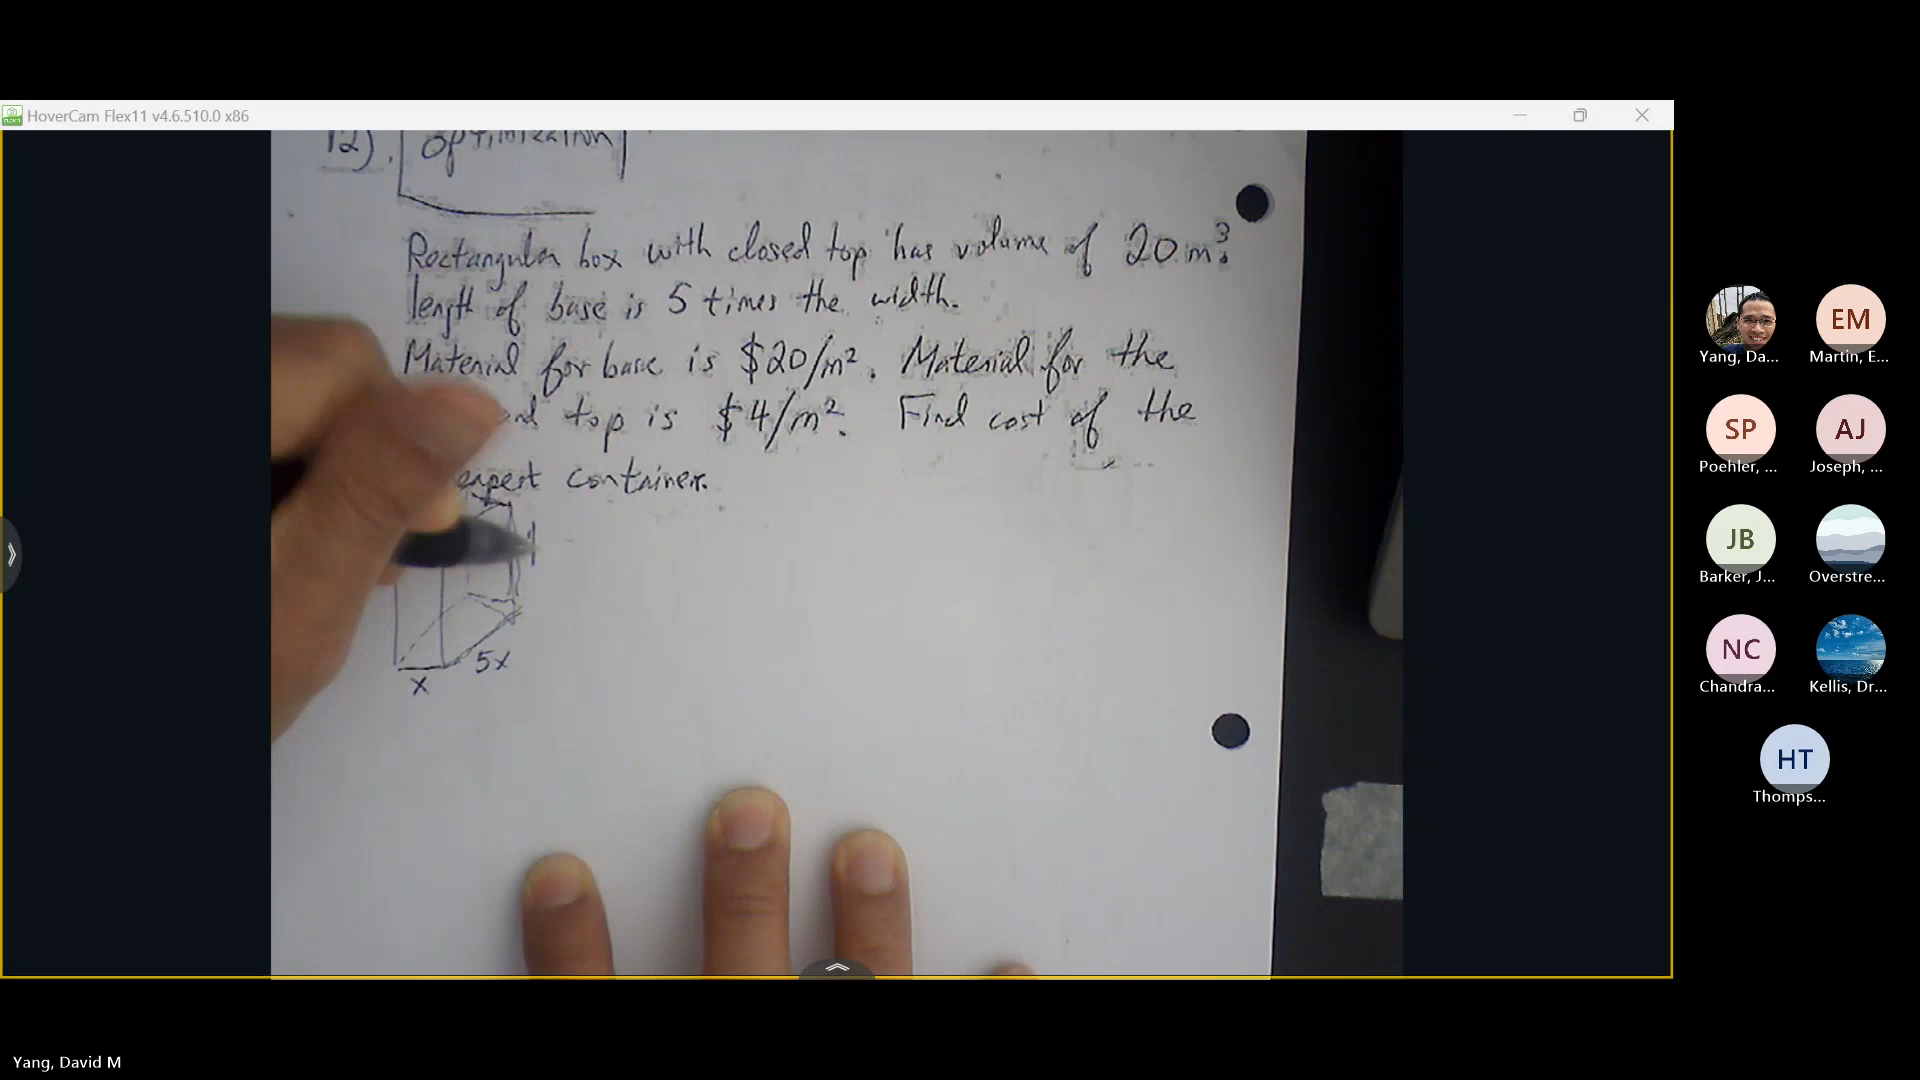 HoverCam Flex11 v4.6.510.0 x86
12). optimization
Rectangular box with closed top has volume of 20 m³.
length of base is 5 times the width.
Material for base is $20/m². Material for the
top is $4/m². Find cost of the
container.
5x
x
Yang, Da...
EM
Martin, E...
SP
Poehler, ...
AJ
Joseph, ...
JB
Barker, J...
Overstre...
NC
Chandra...
Kellis, Dr...
HT
Thomps...
Yang, David M